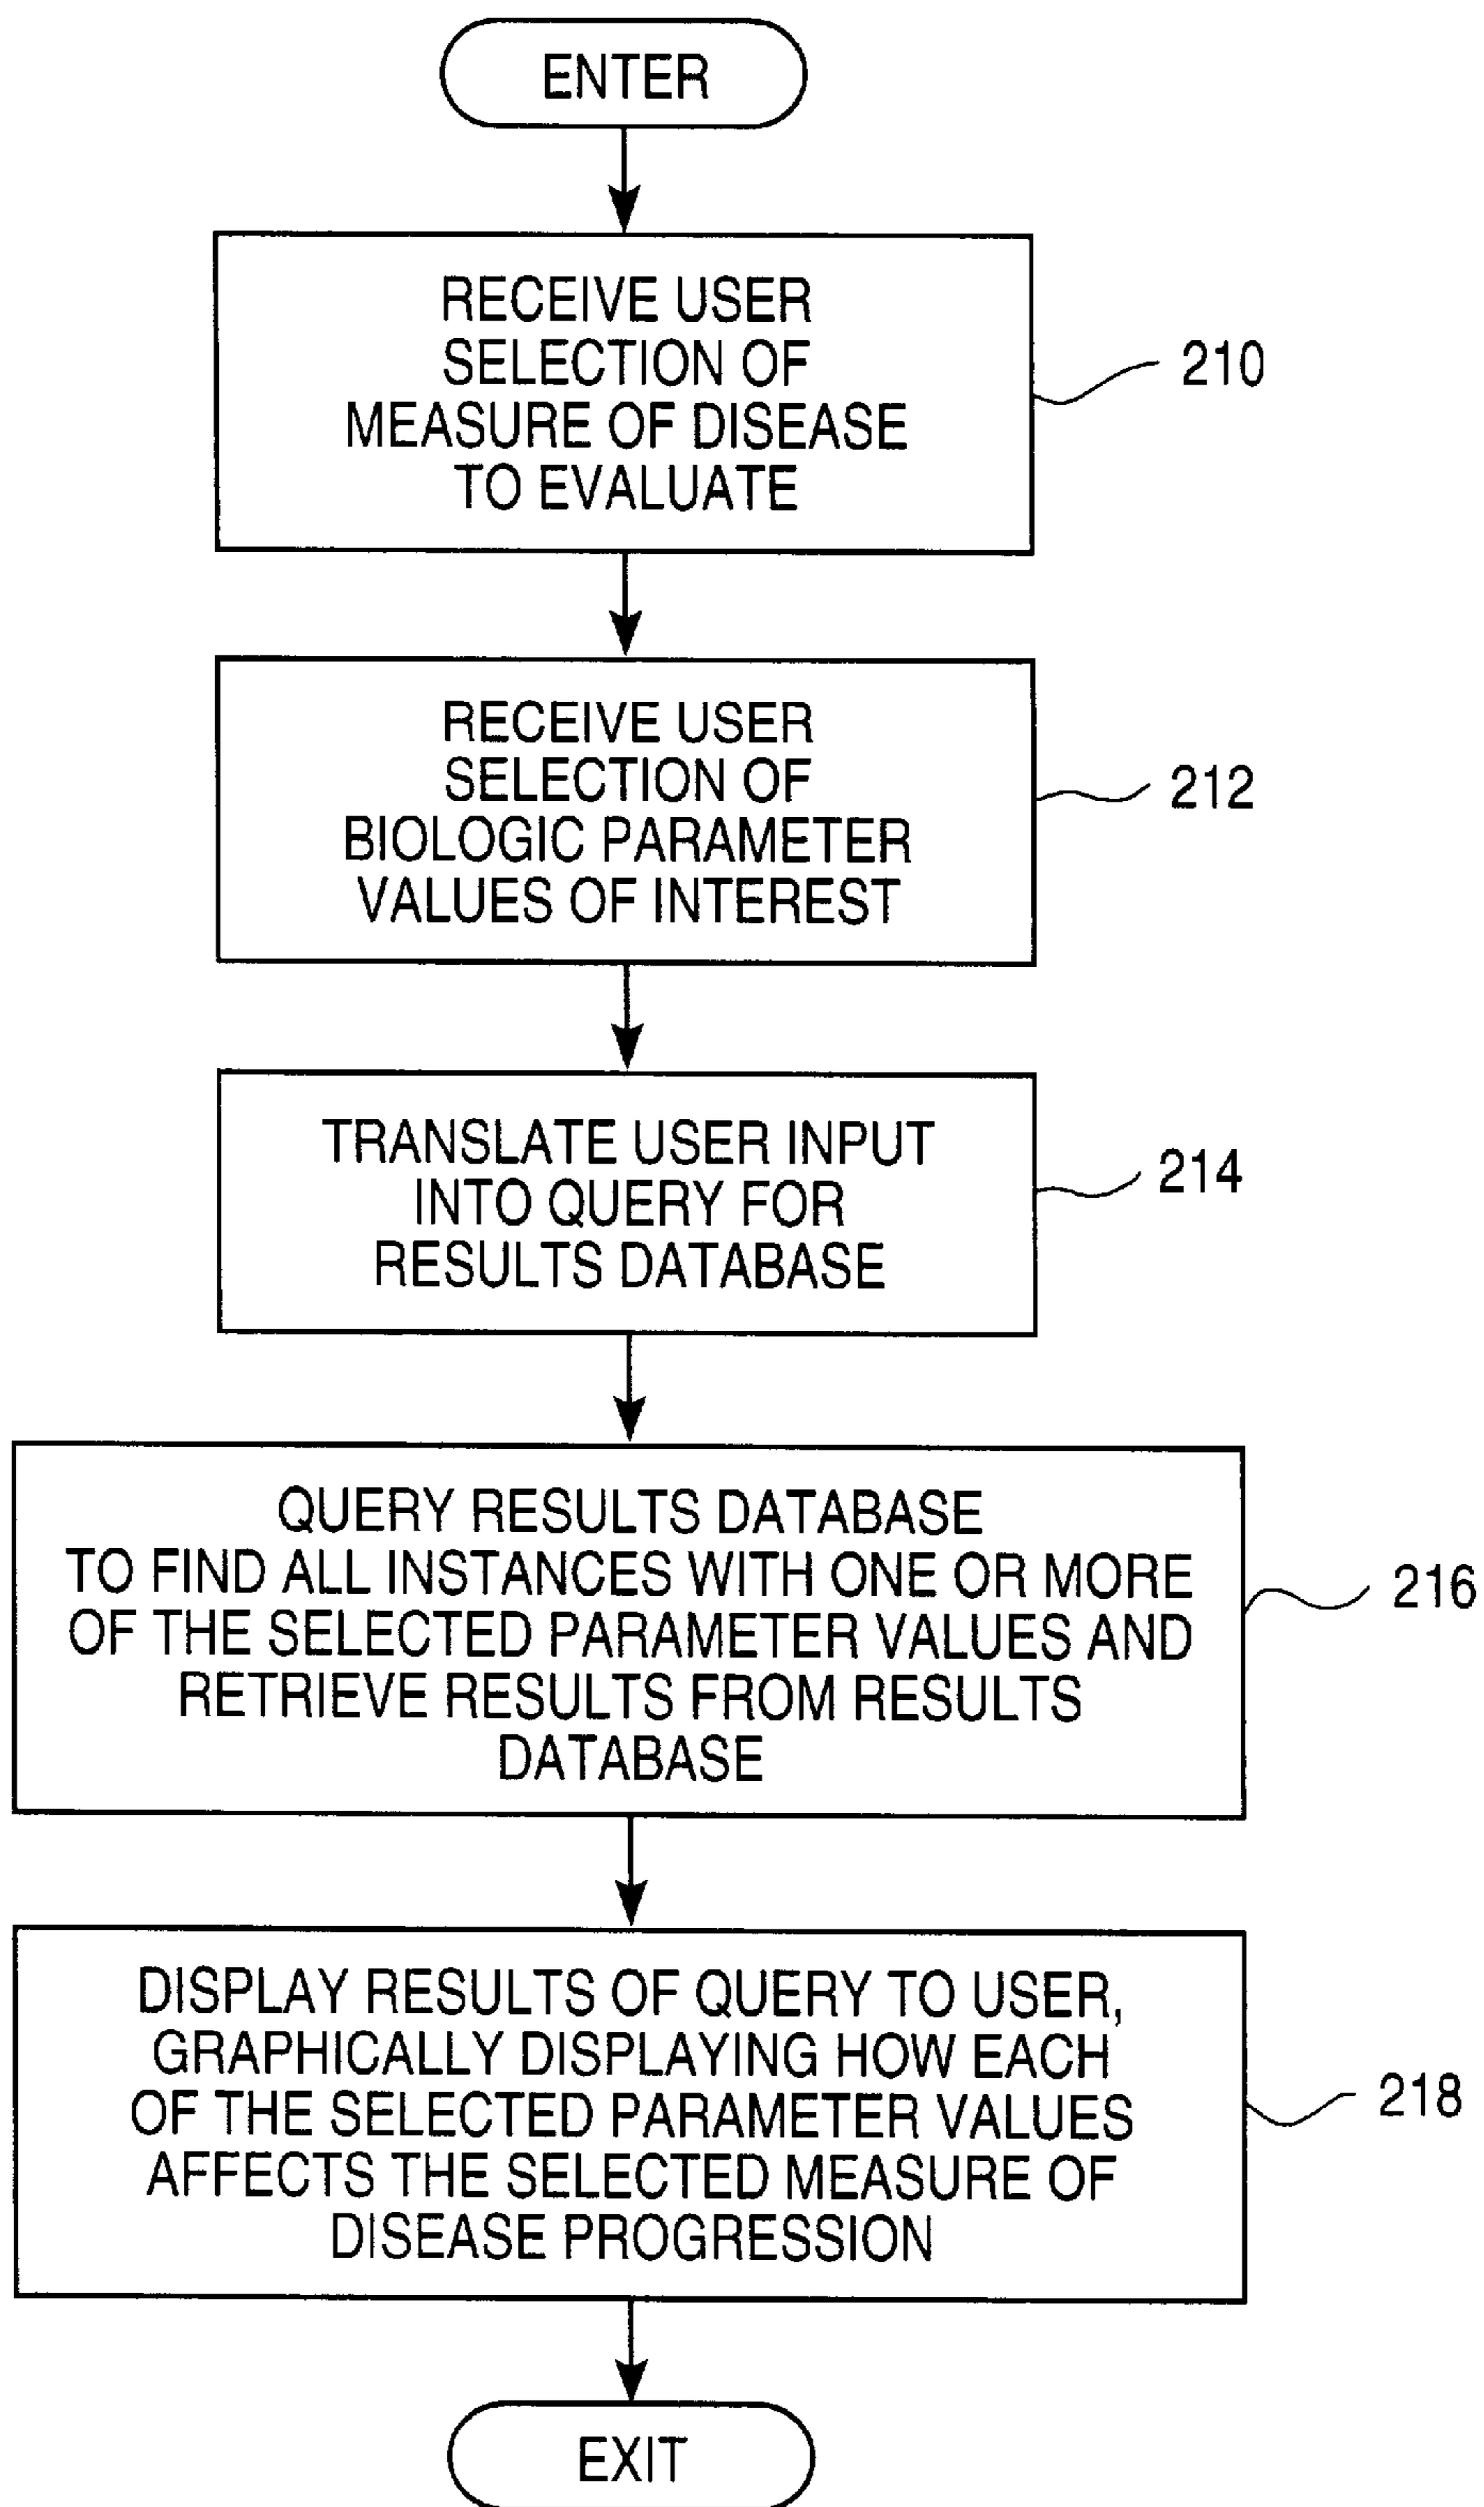 ENTER
RECEIVE USER
SELECTION OF
MEASURE OF DISEASE
TO EVALUATE
210
RECEIVE USER
SELECTION OF
BIOLOGIC PARAMETER
VALUES OF INTEREST
212
TRANSLATE USER INPUT
INTO QUERY FOR
RESULTS DATABASE
214
QUERY RESULTS DATABASE
TO FIND ALL INSTANCES WITH ONE OR MORE
OF THE SELECTED PARAMETER VALUES AND
RETRIEVE RESULTS FROM RESULTS
DATABASE
216
DISPLAY RESULTS OF QUERY TO USER,
GRAPHICALLY DISPLAYING HOW EACH
OF THE SELECTED PARAMETER VALUES
AFFECTS THE SELECTED MEASURE OF
DISEASE PROGRESSION
218
EXIT